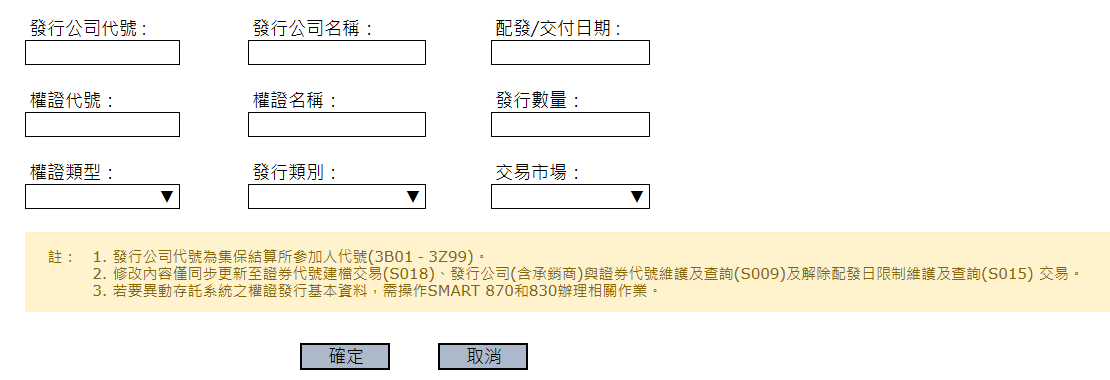 發行公司代號： 發行公司名稱： 配發/交付日期：
權證代號： 權證名稱： 發行數量：
權證類型： 發行類別： 交易市場：
▼ ▼ ▼
註： 1. 發行公司代號為集保結算所參加人代號(3B01 - 3Z99)。
2. 修改內容僅同步更新至證券代號建檔交易(S018)、發行公司(含承銷商)與證券代號維護及查詢(S009)及解除配發日限制維護及查詢(S015) 交易。
3. 若要異動存託系統之權證發行基本資料，需操作SMART 870和830辦理相關作業。
確定 取消